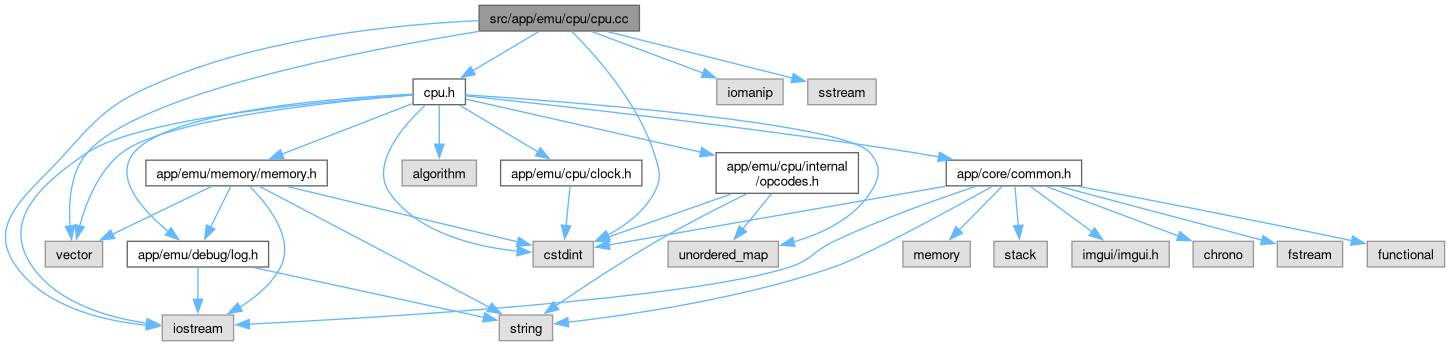 src/app/emu/cpu/cpu.cc
cpu.h
iomanip
sstream
app/emu/memory/memory.h
algorithm
app/emu/cpu/clock.h
app/emu/cpu/internal
/opcodes.h
app/core/common.h
vector
app/emu/debug/log.h
cstdint
unordered_map
memory
stack
imgui/imgui.h
chrono
fstream
functional
iostream
string